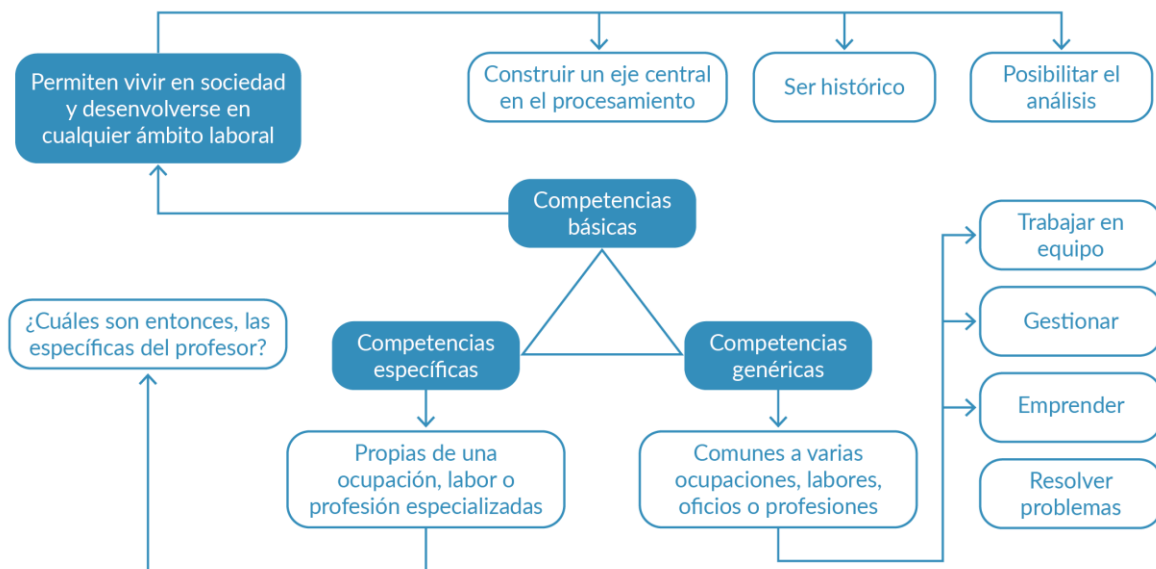 Permiten vivir en sociedad
y desenvolverse en
cualquier ámbito laboral
Construir un eje central
en el procesamiento
Ser histórico
Posibilitar el
análisis
Competencias
básicas
Trabajar en
equipo
¿Cuáles son entonces, las
específicas del profesor?
Competencias
específicas
Competencias
genéricas
Gestionar
Emprender
Propias de una
ocupación, labor o
profesión especializadas
Comunes a varias
ocupaciones, labores,
oficios o profesiones
Resolver
problemas